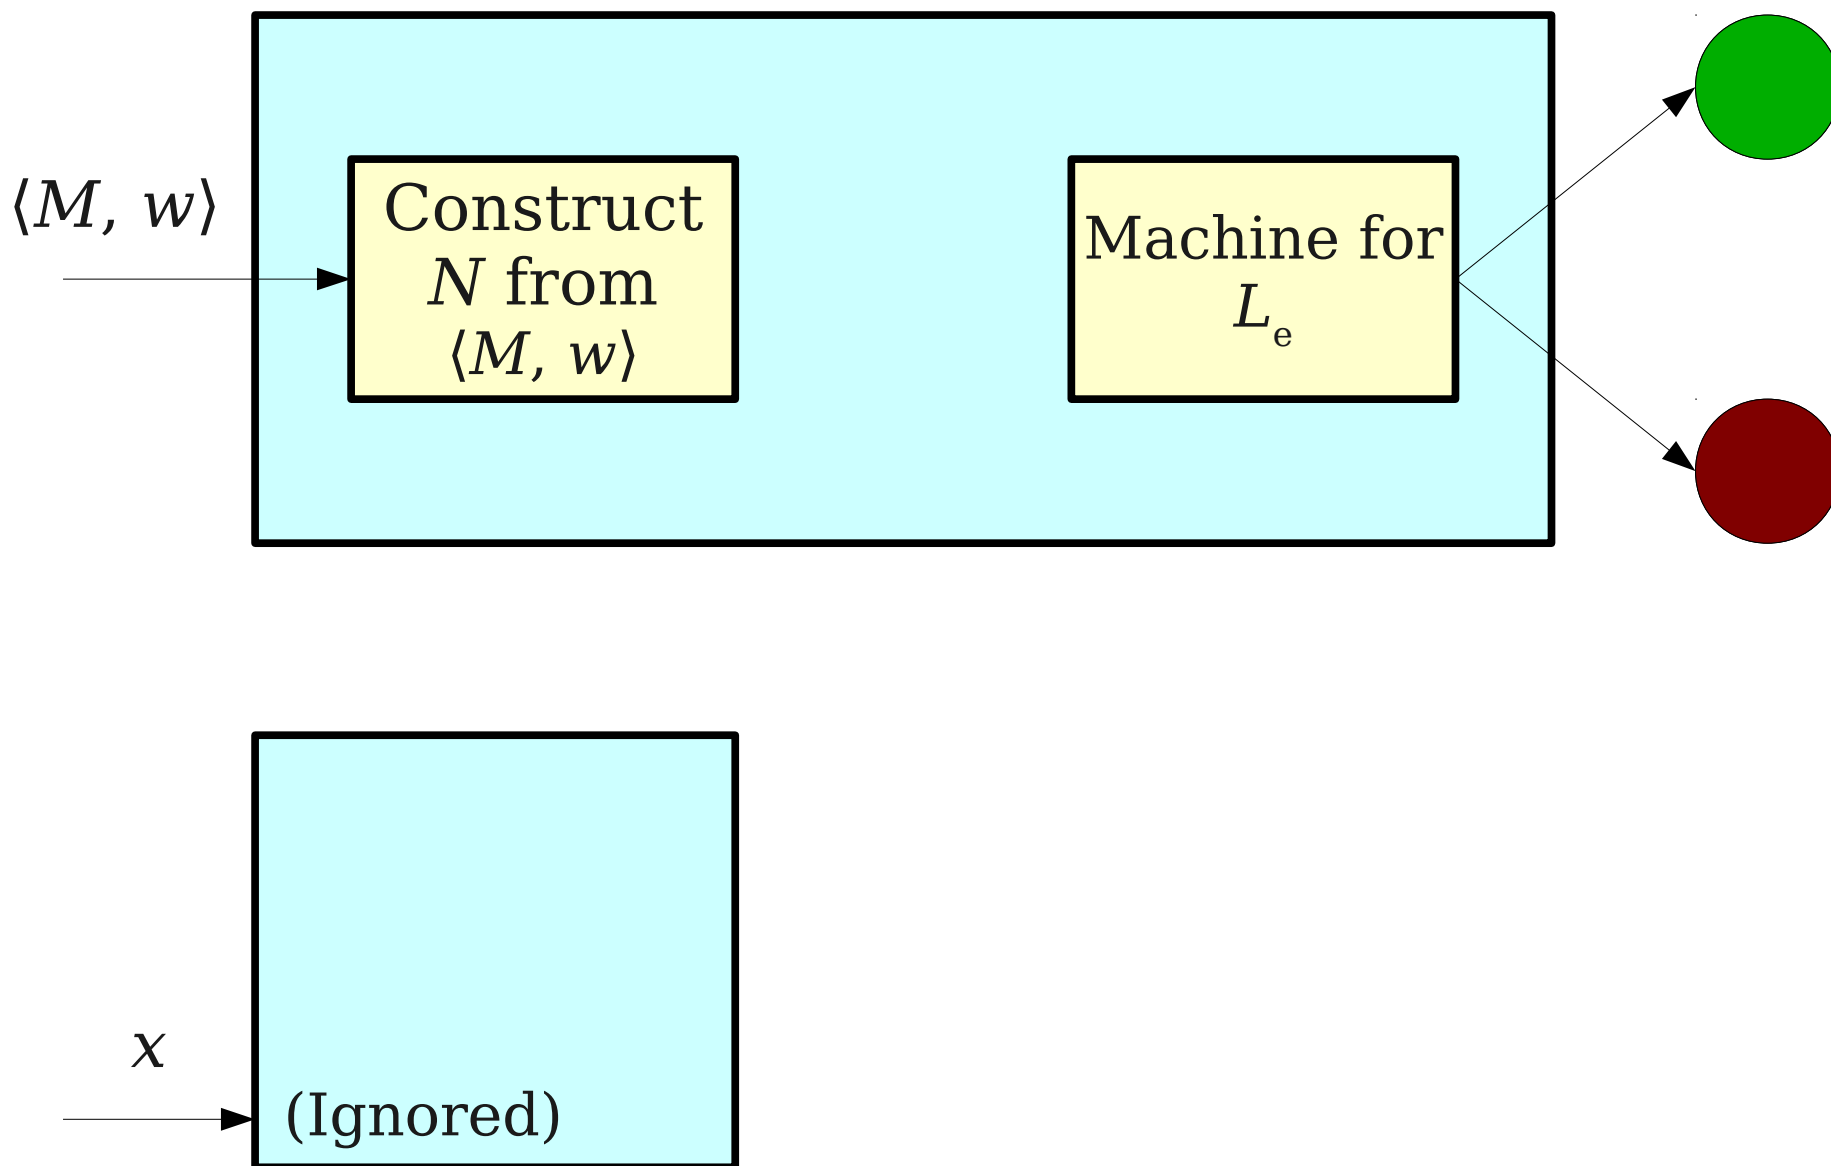 ⟨M, w⟩
Construct
N from
⟨M, w⟩
Machine for
Lₑ
x
(Ignored)